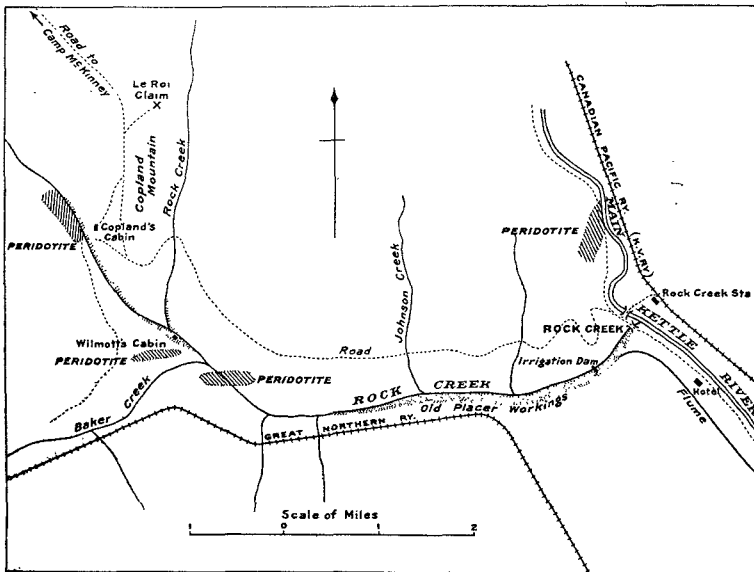 Road to
Camp McKinney
Le Roi
Claim
Copland
Mountain
Rock Creek
Copland's
Cabin
PERIDOTITE
CANADIAN PACIFIC RY.
(K.V.RY)
MAIN
KETTLE
RIVER
PERIDOTITE
Rock Creek Sta
Johnson Creek
ROCK CREEK
Wilmott's Cabin
PERIDOTITE
Road
Irrigation Dam
PERIDOTITE
ROCK CREEK
Hotel
Old Placer Workings
Flume
Baker
Creek
GREAT NORTHERN RY.
Scale of Miles
1 0 1 2